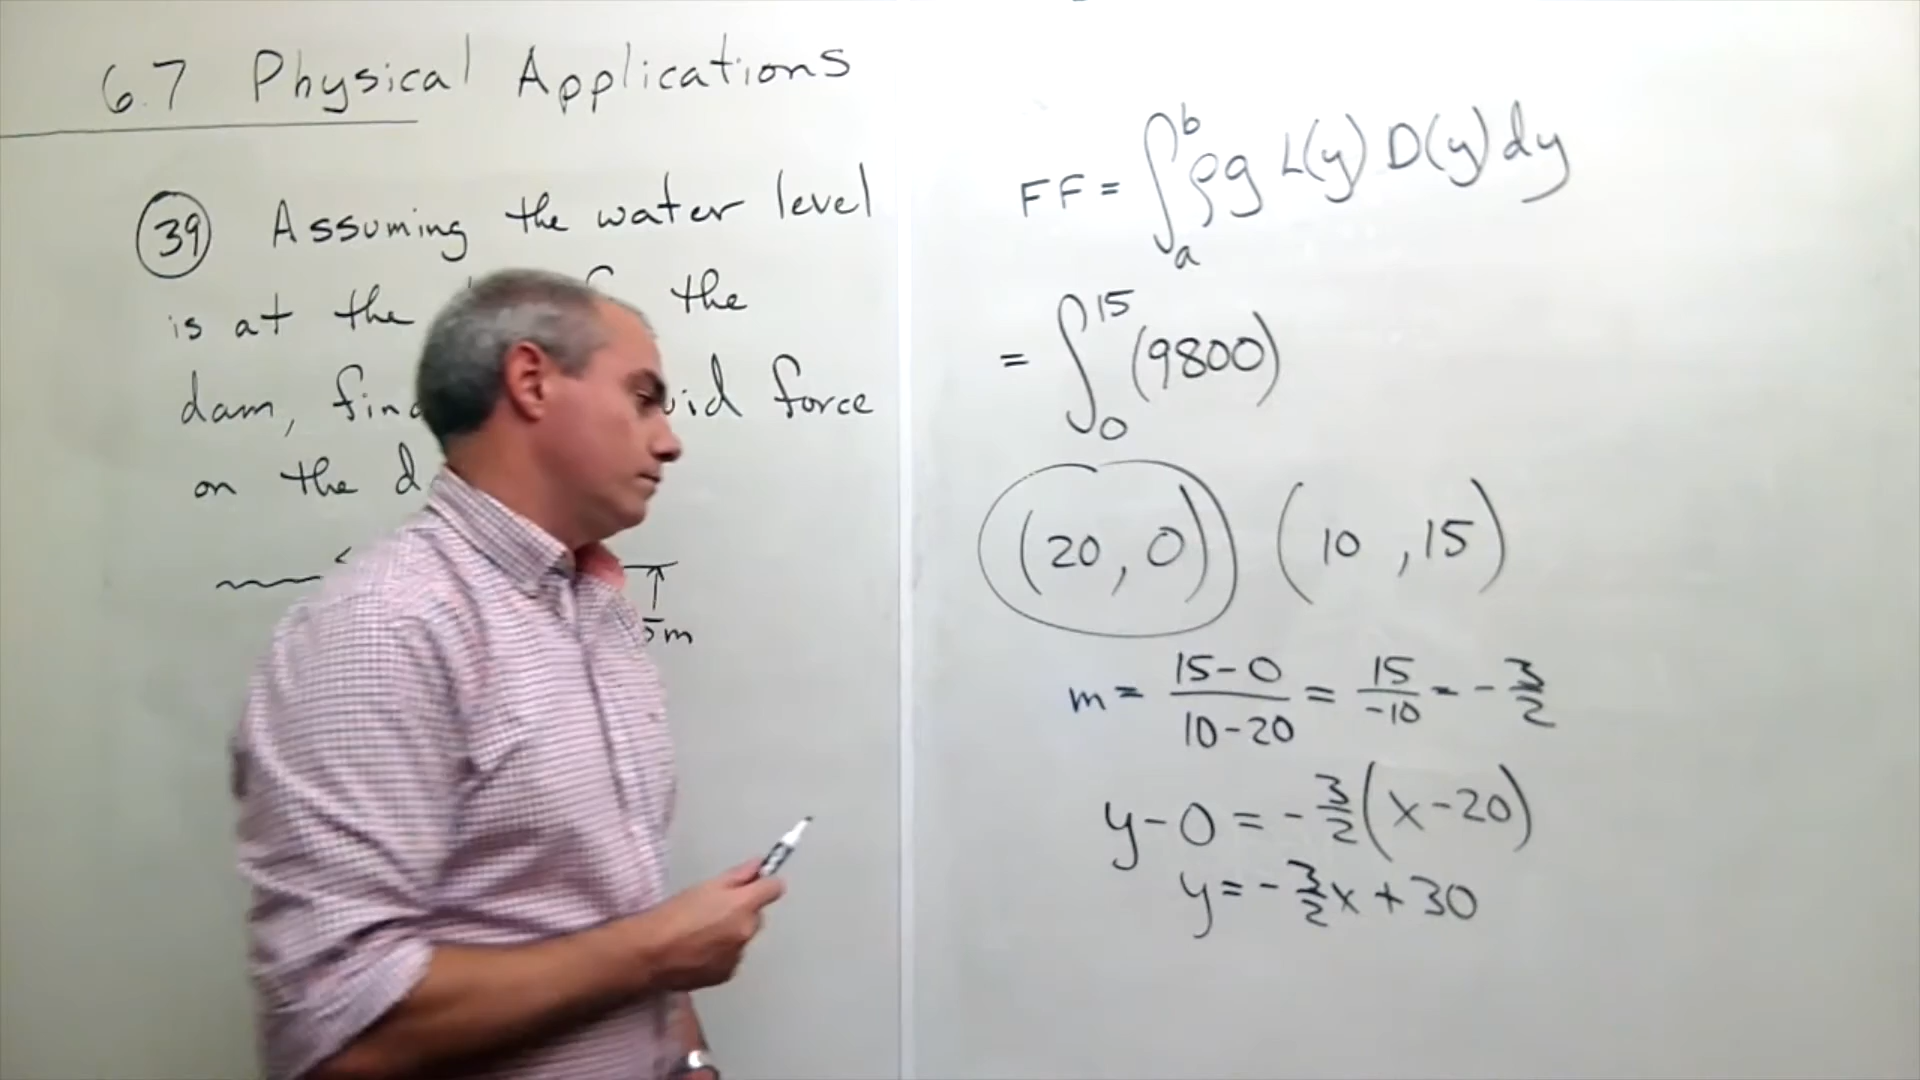 6.7 Physical Applications
39 Assuming the water level
is at the the
dam, find force
on the
5m
FF = ∫_a^b ρg L(y) D(y) dy
= ∫_0^15 (9800)
(20, 0) (10, 15)
m = (15-0)/(10-20) = 15/-10 = -3/2
y-0 = -3/2(x-20)
y = -3/2x + 30